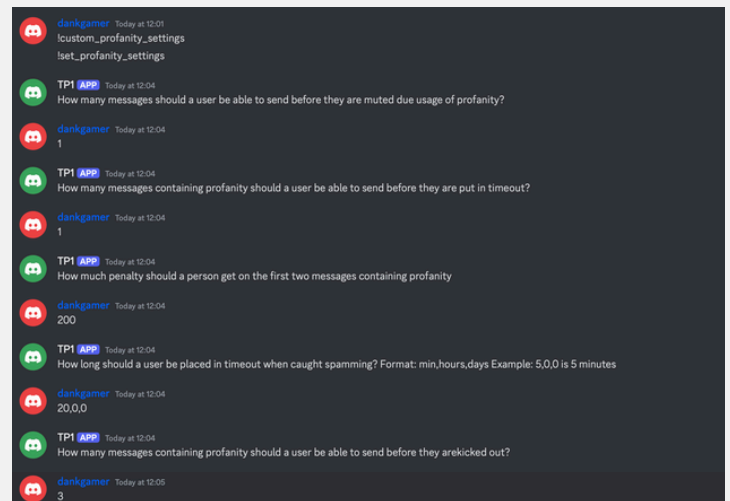 dankgamer Today at 12:01
!custom_profanity_settings
!set_profanity_settings
TP1 APP Today at 12:04
How many messages should a user be able to send before they are muted due usage of profanity?
dankgamer Today at 12:04
1
TP1 APP Today at 12:04
How many messages containing profanity should a user be able to send before they are put in timeout?
dankgamer Today at 12:04
1
TP1 APP Today at 12:04
How much penalty should a person get on the first two messages containing profanity
dankgamer Today at 12:04
200
TP1 APP Today at 12:04
How long should a user be placed in timeout when caught spamming? Format: min,hours,days Example: 5,0,0 is 5 minutes
dankgamer Today at 12:04
20,0,0
TP1 APP Today at 12:04
How many messages containing profanity should a user be able to send before they arekicked out?
dankgamer Today at 12:05
3